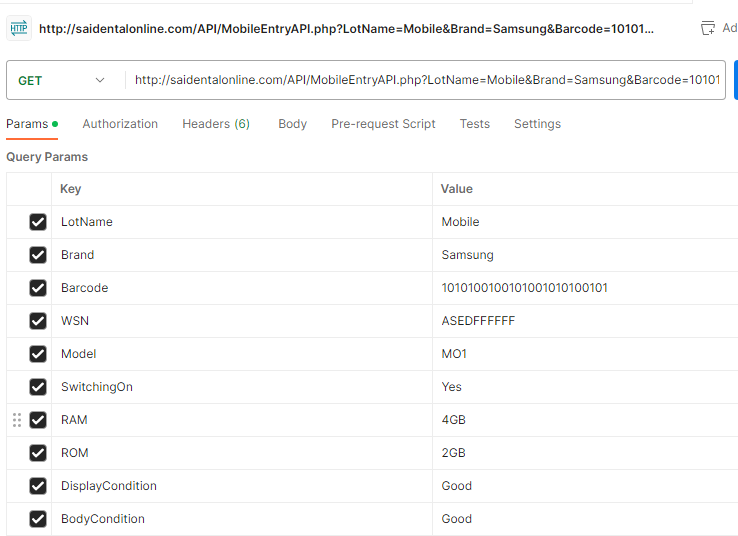 HTTP http://saidentalonline.com/API/MobileEntryAPI.php?LotName=Mobile&Brand=Samsung&Barcode=10101... Ad
GET http://saidentalonline.com/API/MobileEntryAPI.php?LotName=Mobile&Brand=Samsung&Barcode=10101
Params Authorization Headers (6) Body Pre-request Script Tests Settings
Query Params
Key Value
LotName Mobile
Brand Samsung
Barcode 1010100100101001010100101
WSN ASEDFFFFFF
Model MO1
SwitchingOn Yes
RAM 4GB
ROM 2GB
DisplayCondition Good
BodyCondition Good